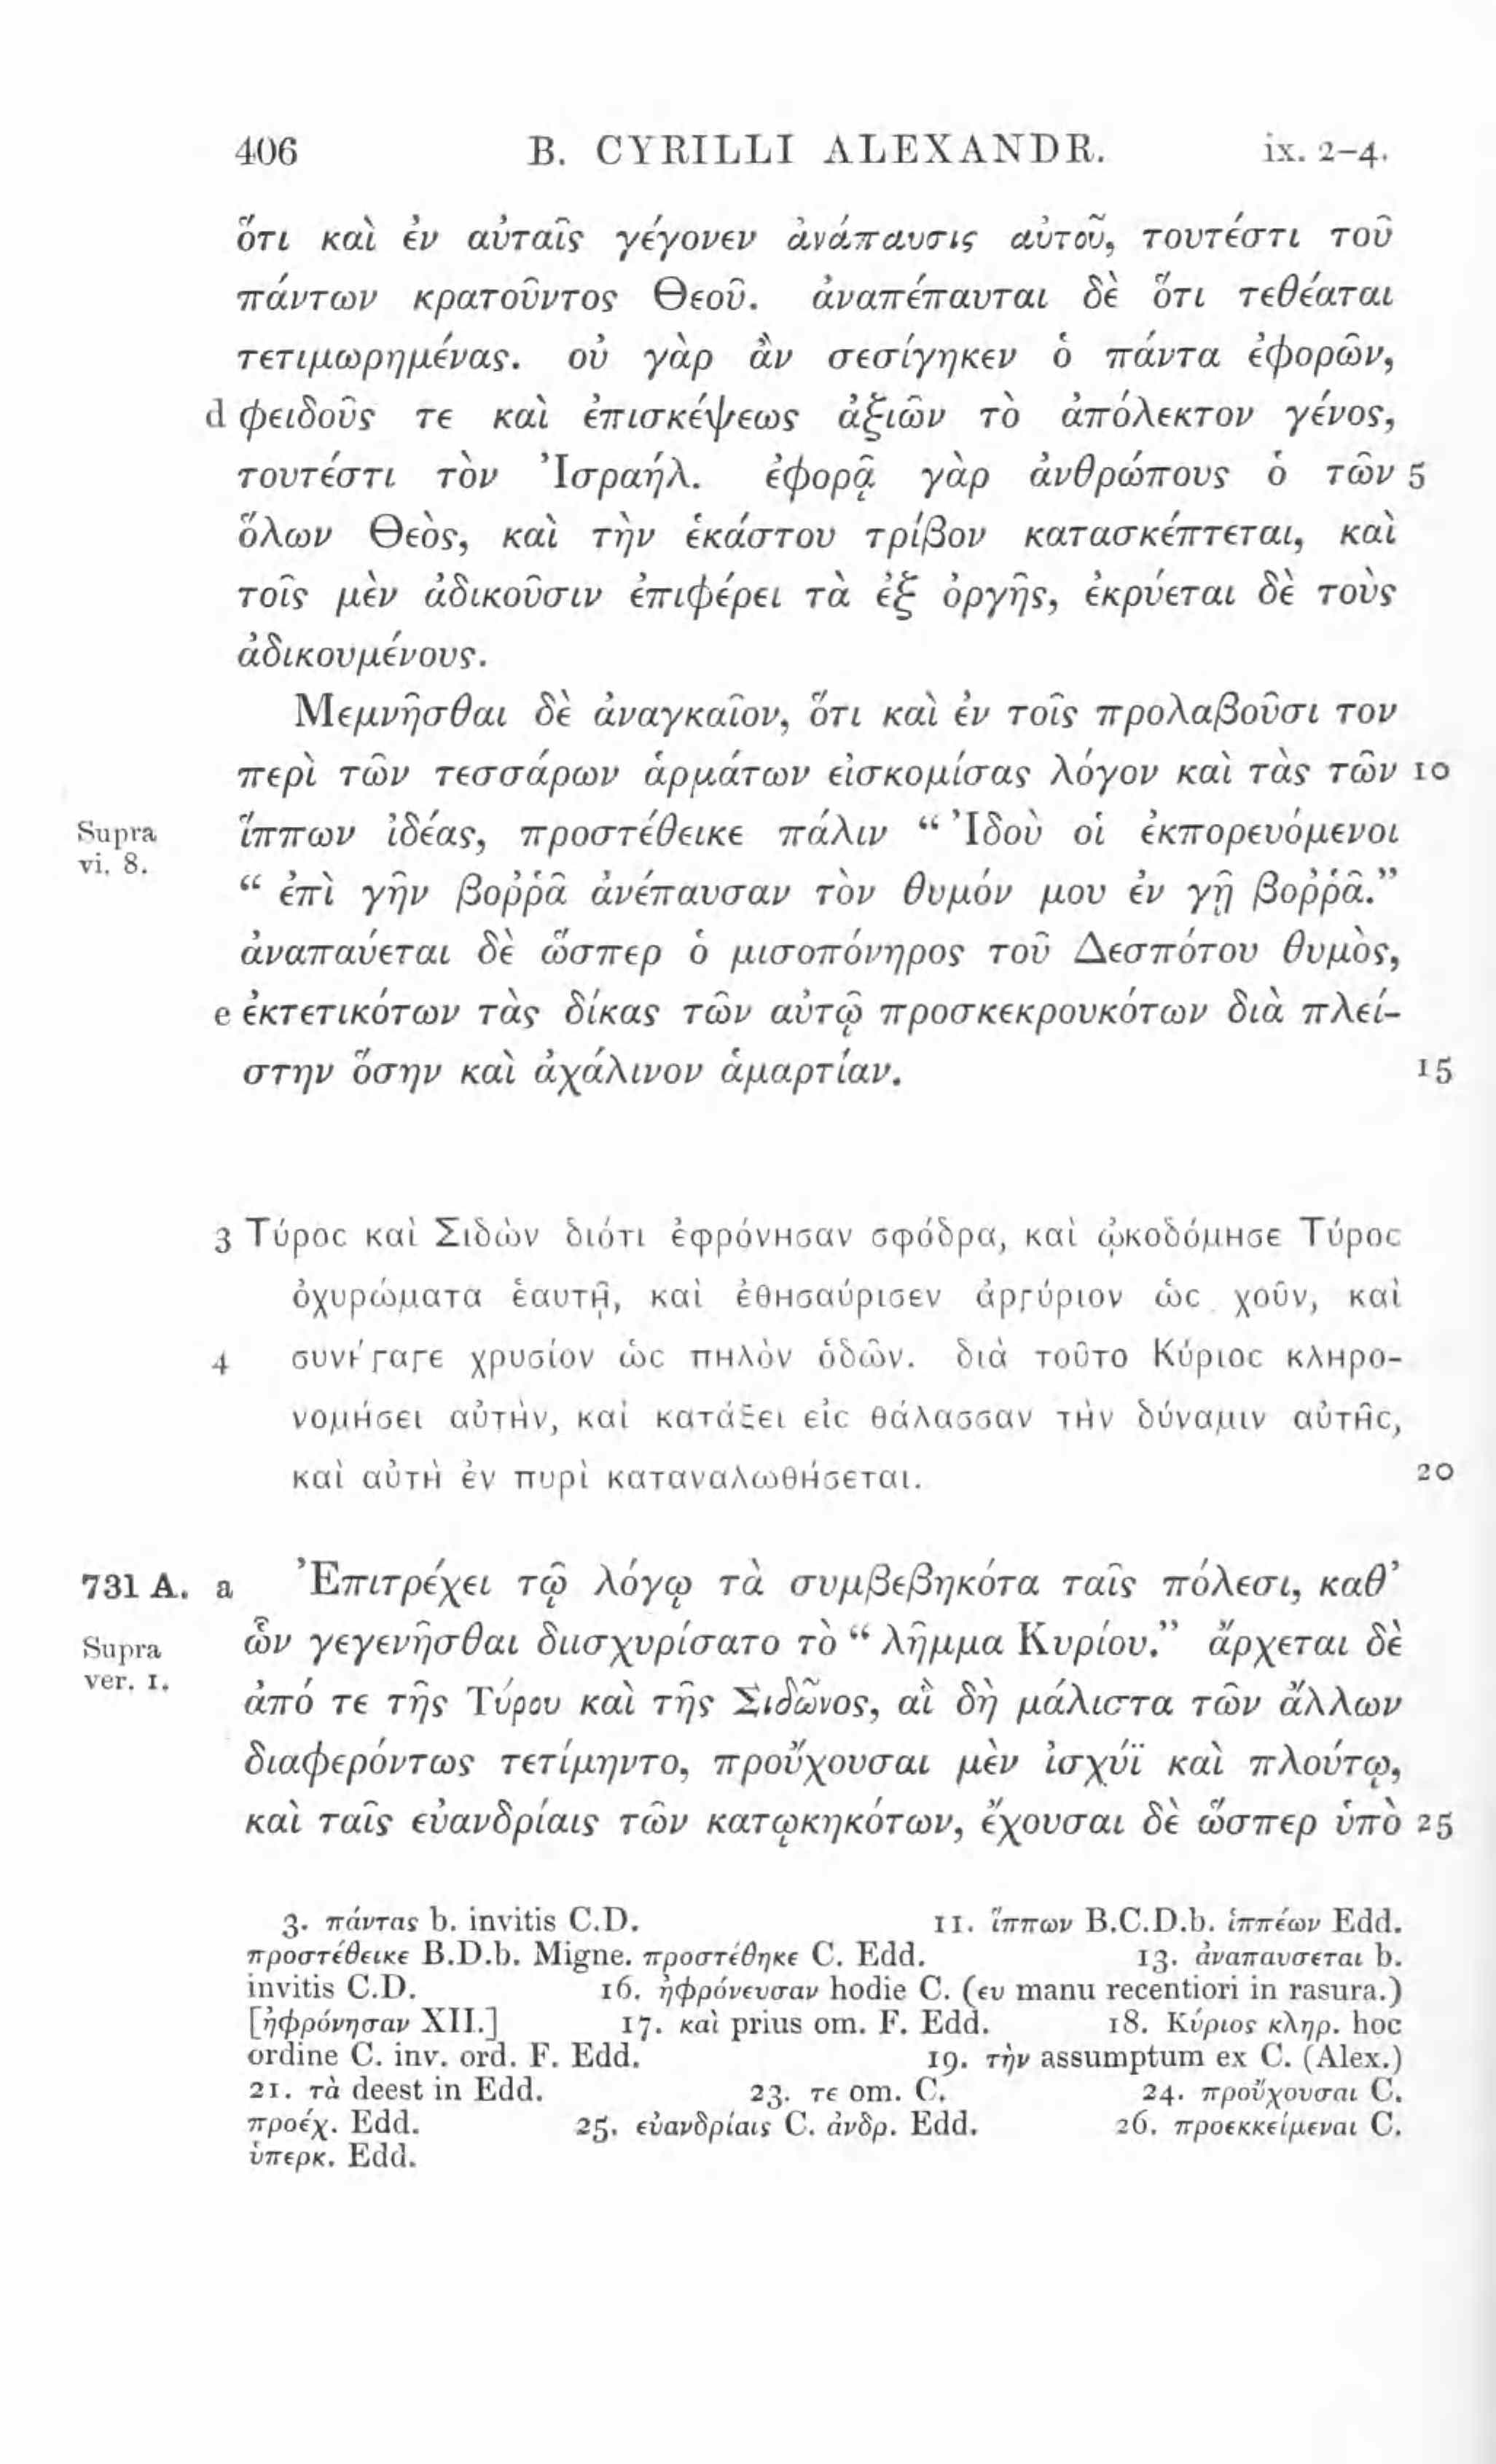 406 B. CYRILLI ALEXANDR. ix. 2–4.
ὅτι καὶ ἐν αὐταῖς γέγονεν ἀνάπαυσις αὐτοῦ, τουτέστι τοῦ
πάντων κρατοῦντος Θεοῦ. ἀναπέπαυται δὲ ὅτι τεθέαται
τετιμωρημένας. οὐ γὰρ ἂν σεσίγηκεν ὁ πάντα ἐφορῶν,
d φειδοῦς τε καὶ ἐπισκέψεως ἀξιῶν τὸ ἀπόλεκτον γένος,
τουτέστι τὸν Ἰσραήλ. ἐφορᾷ γὰρ ἀνθρώπους ὁ τῶν 5
ὅλων Θεὸς, καὶ τὴν ἑκάστου τρίβον κατασκέπτεται, καὶ
τοῖς μὲν ἀδικοῦσιν ἐπιφέρει τὰ ἐξ ὀργῆς, ἐκρύεται δὲ τοὺς
ἀδικουμένους.
Μεμνῆσθαι δὲ ἀναγκαῖον, ὅτι καὶ ἐν τοῖς προλαβοῦσι τον
περὶ τῶν τεσσάρων ἁρμάτων εἰσκομίσας λόγον καὶ τὰς τῶν 10
Supra ἵππων ἰδέας, προστέθεικε πάλιν “ Ἰδοὺ οἱ ἐκπορευόμενοι
vi. 8. “ ἐπὶ γῆν βοῤῥᾶ ἀνέπαυσαν τὸν θυμόν μου ἐν γῇ βοῤῥᾶ.”
ἀναπαύεται δὲ ὥσπερ ὁ μισοπόνηρος τοῦ Δεσπότου θυμὸς,
e ἐκτετικότων τὰς δίκας τῶν αὐτῷ προσκεκρουκότων διὰ πλεί-
στην ὅσην καὶ ἀχάλινον ἁμαρτίαν. 15
3 Τύρος καὶ Σιδὼν διότι ἐφρόνησαν σφόδρα, καὶ ᾠκοδόμησε Τύρος
ὀχυρώματα ἑαυτῇ, καὶ ἐθησαύρισεν ἀργύριον ὡς χοῦν, καὶ
4 συνήγαγε χρυσίον ὡς πηλὸν ὁδῶν. διὰ τοῦτο Κύριος κληρο-
νομήσει αὐτὴν, καὶ κατάξει εἰς θάλασσαν τὴν δύναμιν αὐτῆς,
καὶ αὐτὴ ἐν πυρὶ καταναλωθήσεται. 20
731 A. a Ἐπιτρέχει τῷ λόγῳ τὰ συμβεβηκότα ταῖς πόλεσι, καθ’
Supra ὧν γεγενῆσθαι διισχυρίσατο τὸ “ λῆμμα Κυρίου.” ἄρχεται δὲ
ver. 1. ἀπό τε τῆς Τύρου καὶ τῆς Σιδῶνος, αἳ δὴ μάλιστα τῶν ἄλλων
διαφερόντως τετίμηντο, προὔχουσαι μὲν ἰσχύϊ καὶ πλούτῳ,
καὶ ταῖς εὐανδρίαις τῶν κατῳκηκότων, ἔχουσαι δὲ ὥσπερ ὑπὸ 25
3. πάντας b. invitis C.D. 11. ἵππων B.C.D.b. ἱππέων Edd.
προστέθεικε B.D.b. Migne. προστέθηκε C. Edd. 13. ἀναπαυσεται b.
invitis C.D. 16. ἠφρόνευσαν hodie C. (ευ manu recentiori in rasura.)
[ἠφρόνησαν XII.] 17. καὶ prius om. F. Edd. 18. Κύριος κληρ. hoc
ordine C. inv. ord. F. Edd. 19. τὴν assumptum ex C. (Alex.)
21. τὰ deest in Edd. 23. τε om. C. 24. προὔχουσαι C.
προέχ. Edd. 25. εὐανδρίαις C. ἀνδρ. Edd. 26. προεκκείμεναι C.
ὑπερκ. Edd.